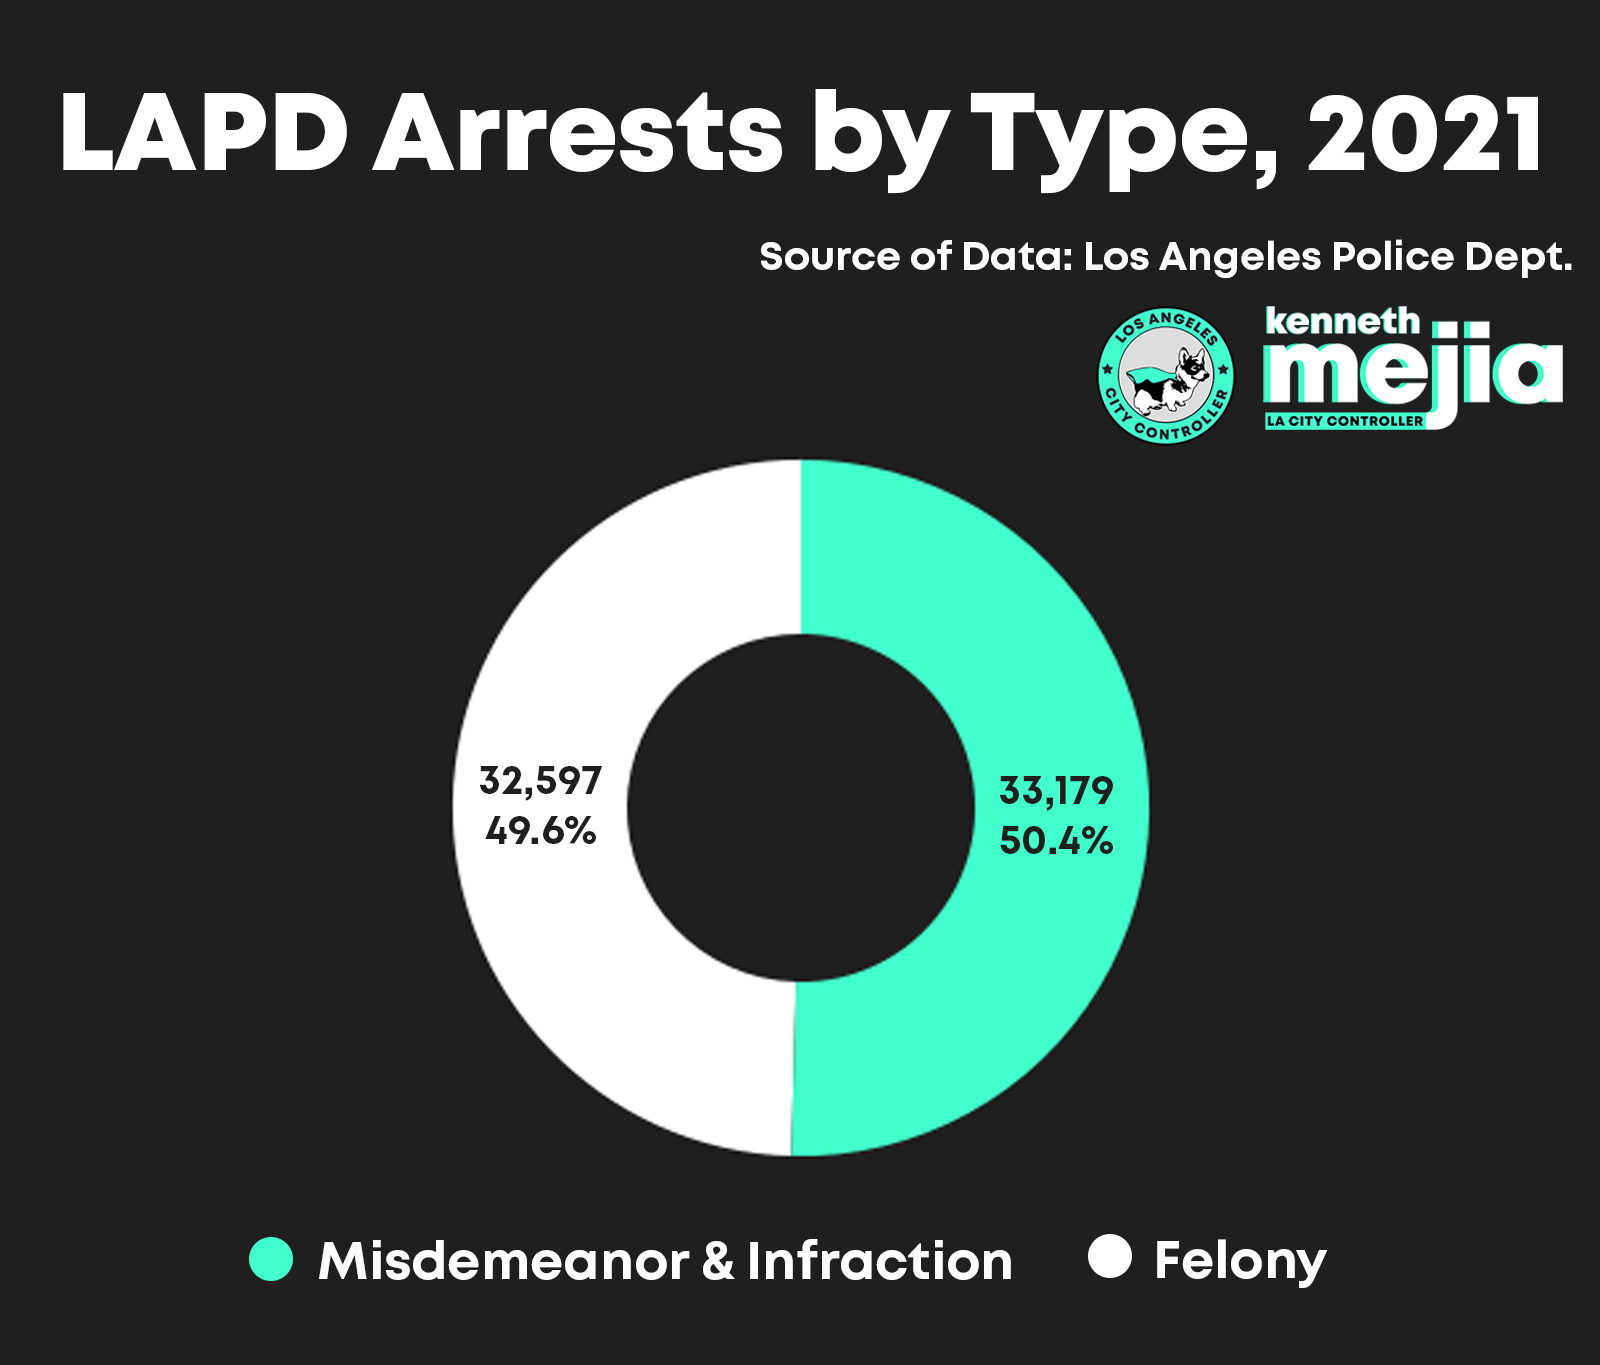 LAPD Arrests by Type, 2021
Source of Data: Los Angeles Police Dept.
LOS ANGELES
CITY CONTROLLER
kenneth
mejia
LA CITY CONTROLLER
32,597
49.6%
33,179
50.4%
Misdemeanor & Infraction
Felony